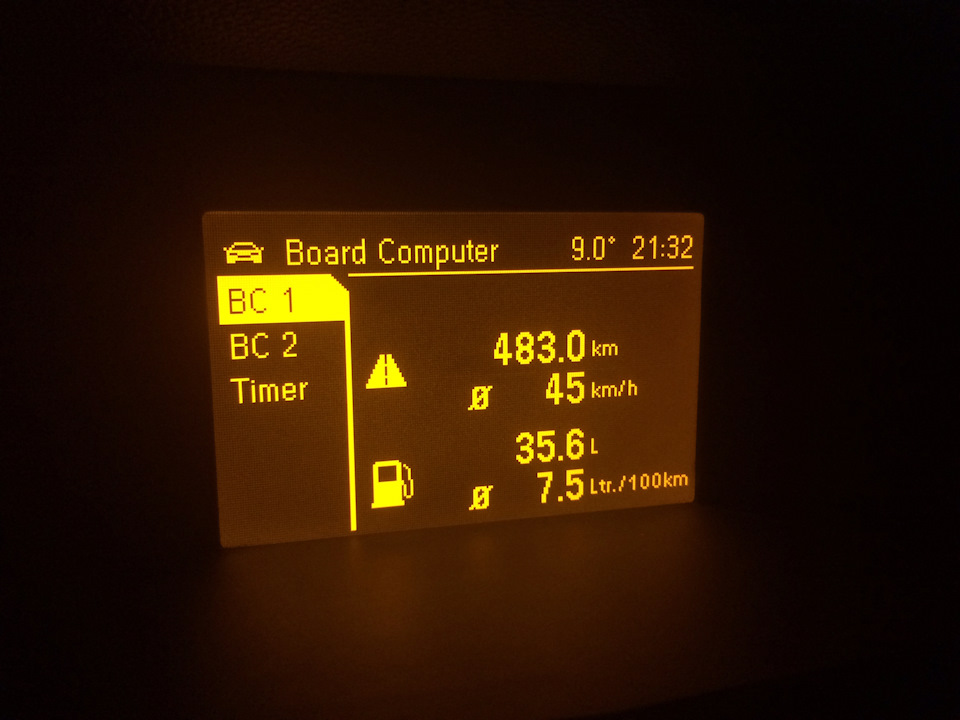 Board Computer 9.0° 21:32
BC 1
BC 2
Timer
483.0 km
Ø 45 km/h
35.6 L
Ø 7.5 Ltr./100km